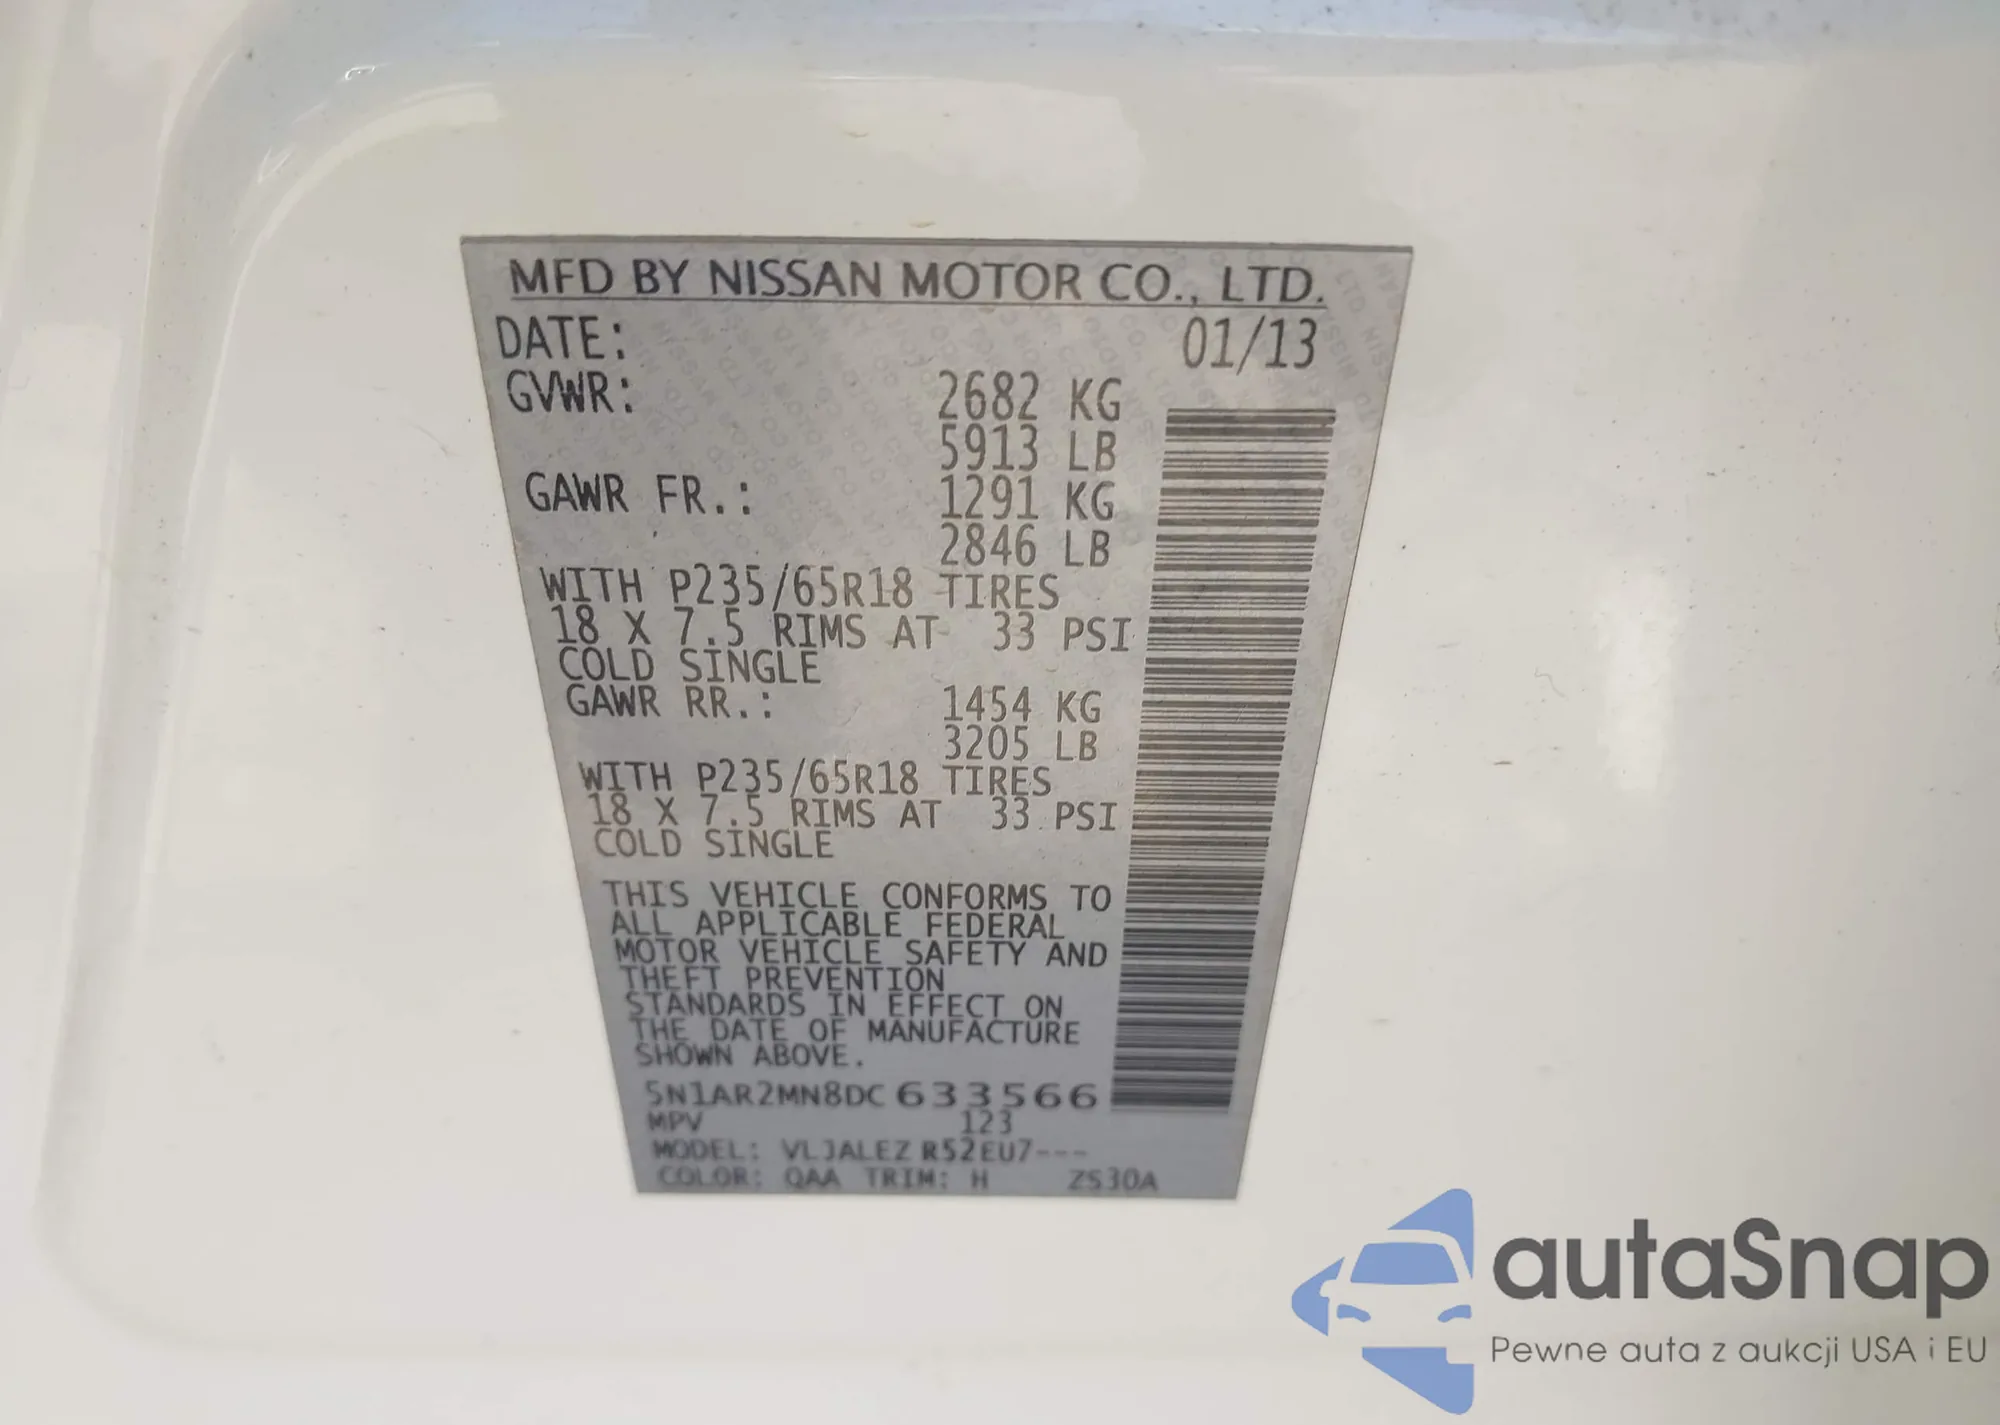 MFD BY NISSAN MOTOR CO., LTD.
DATE: 01/13
GVWR: 2682 KG
5913 LB
GAWR FR.: 1291 KG
2846 LB
WITH P235/65R18 TIRES
18 X 7.5 RIMS AT 33 PSI
COLD SINGLE
GAWR RR.: 1454 KG
3205 LB
WITH P235/65R18 TIRES
18 X 7.5 RIMS AT 33 PSI
COLD SINGLE
THIS VEHICLE CONFORMS TO
ALL APPLICABLE FEDERAL
MOTOR VEHICLE SAFETY AND
THEFT PREVENTION
STANDARDS IN EFFECT ON
THE DATE OF MANUFACTURE
SHOWN ABOVE.
5N1AR2MN8DC633566
MPV 123
MODEL: VLJALEZ R52EU7---
COLOR: QAA TRIM: H ZS30A
autaSnap
Pewne auta z aukcji USA i EU